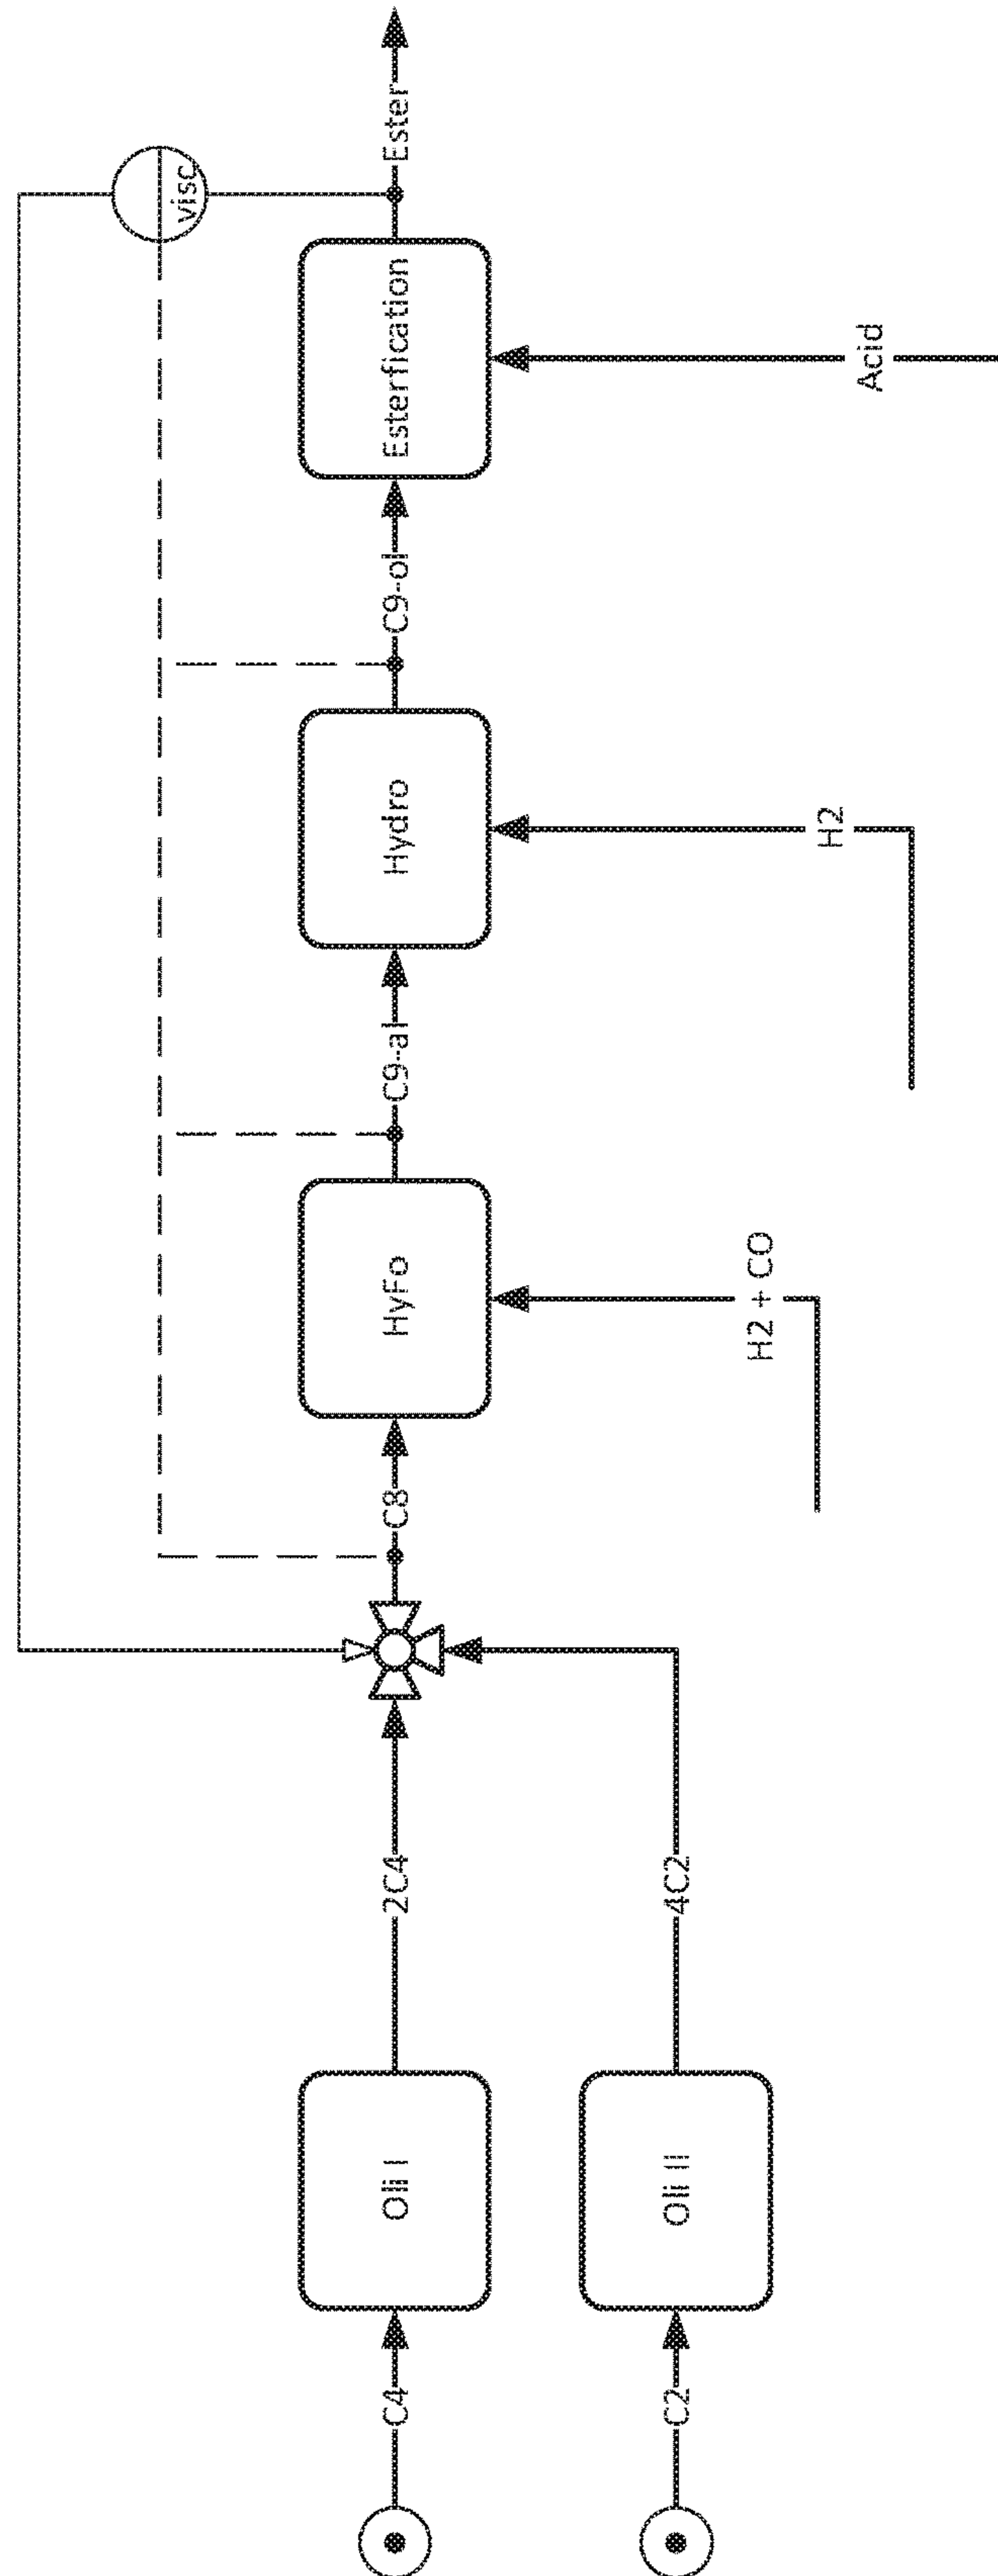 C4
Oli I
2C4
C2
Oli II
4C2
C8
HyFo
H2 + CO
C9-al
Hydro
H2
C9-ol
Esterfication
Acid
visc
Ester